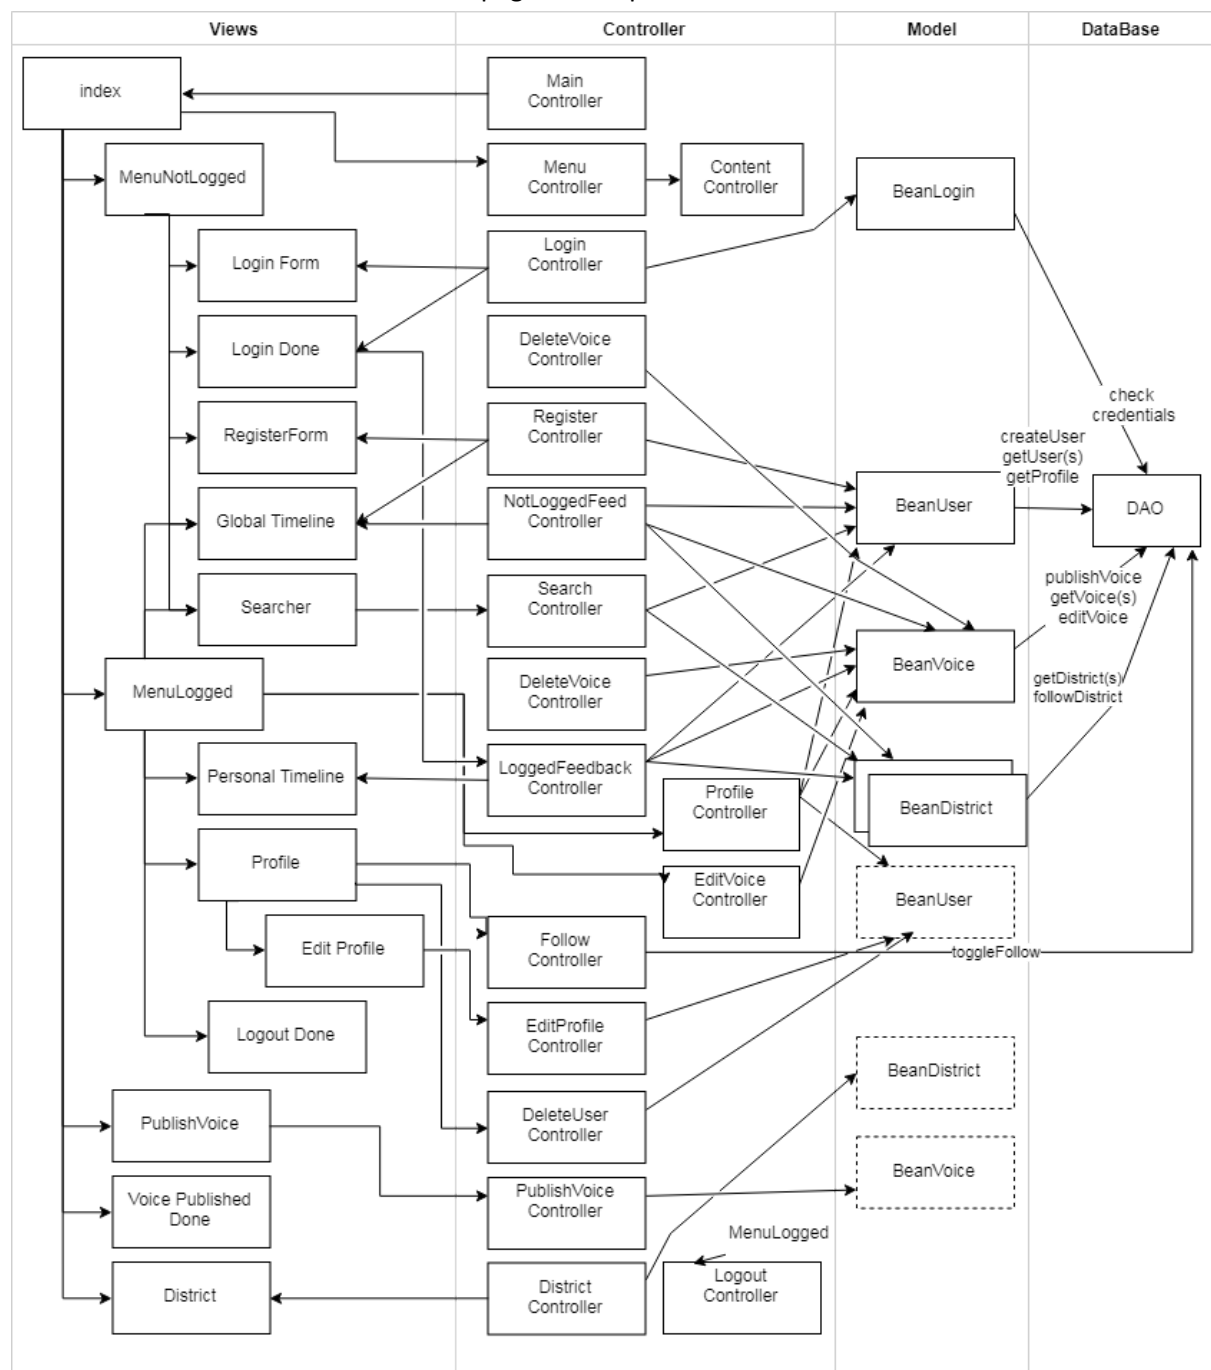 Views
Controller
Model
DataBase
index
Main
Controller
MenuNotLogged
Menu
Controller
Content
Controller
BeanLogin
Login Form
Login
Controller
Login Done
DeleteVoice
Controller
check
credentials
RegisterForm
Register
Controller
createUser
getUser(s)
getProfile
Global Timeline
NotLoggedFeed
Controller
BeanUser
DAO
Searcher
Search
Controller
publishVoice
getVoice(s)
editVoice
MenuLogged
DeleteVoice
Controller
BeanVoice
getDistrict(s)
followDistrict
Personal Timeline
LoggedFeedback
Controller
Profile
Controller
BeanDistrict
Profile
EditVoice
Controller
BeanUser
Edit Profile
Follow
Controller
toggleFollow
Logout Done
EditProfile
Controller
BeanDistrict
PublishVoice
DeleteUser
Controller
Voice Published
Done
PublishVoice
Controller
BeanVoice
MenuLogged
District
District
Controller
Logout
Controller